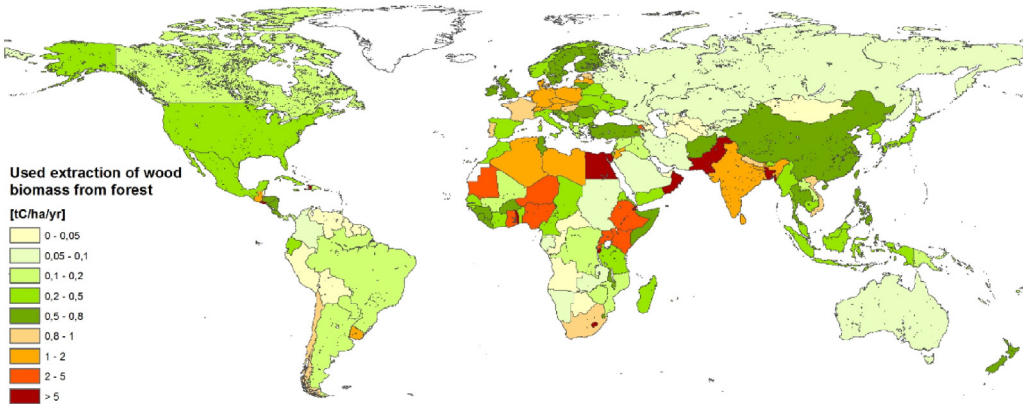 Used extraction of wood
biomass from forest
[tC/ha/yr]
0 - 0,05
0,05 - 0,1
0,1 - 0,2
0,2 - 0,5
0,5 - 0,8
0,8 - 1
1 - 2
2 - 5
> 5